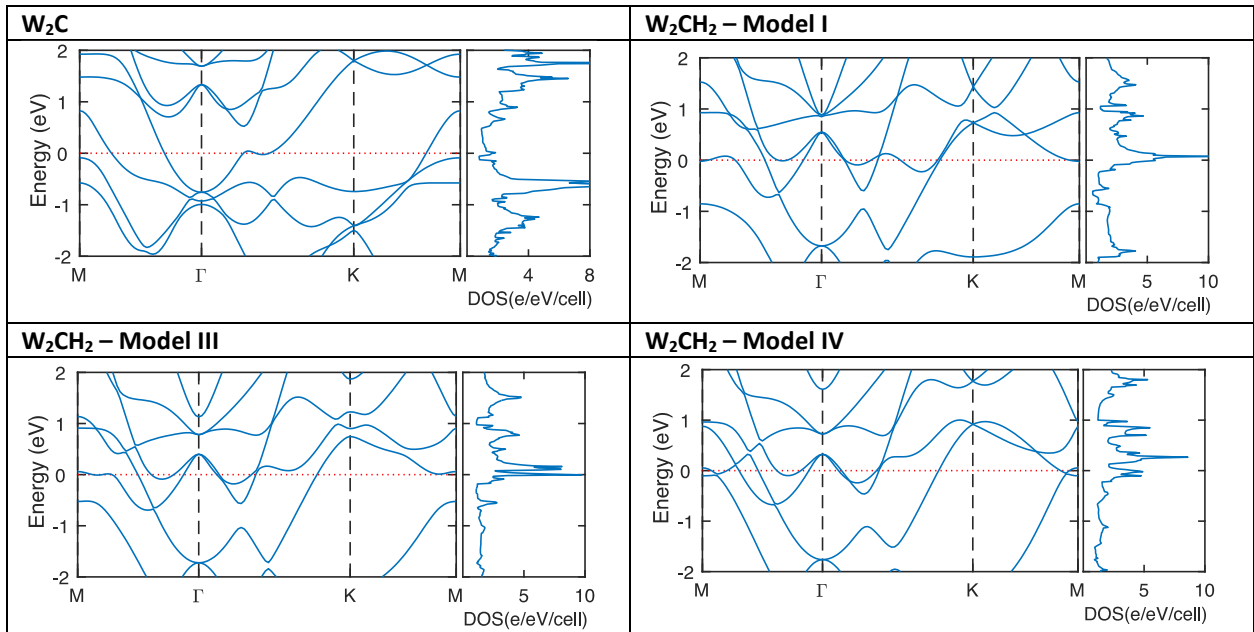 W₂C
W₂CH₂ – Model I
2
1
0
-1
-2
Energy (eV)
M Γ K M
4 8
DOS(e/eV/cell)
2
1
0
-1
-2
Energy (eV)
M Γ K M
5 10
DOS(e/eV/cell)
W₂CH₂ – Model III
W₂CH₂ – Model IV
2
1
0
-1
-2
Energy (eV)
M Γ K M
5 10
DOS(e/eV/cell)
2
1
0
-1
-2
Energy (eV)
M Γ K M
5 10
DOS(e/eV/cell)